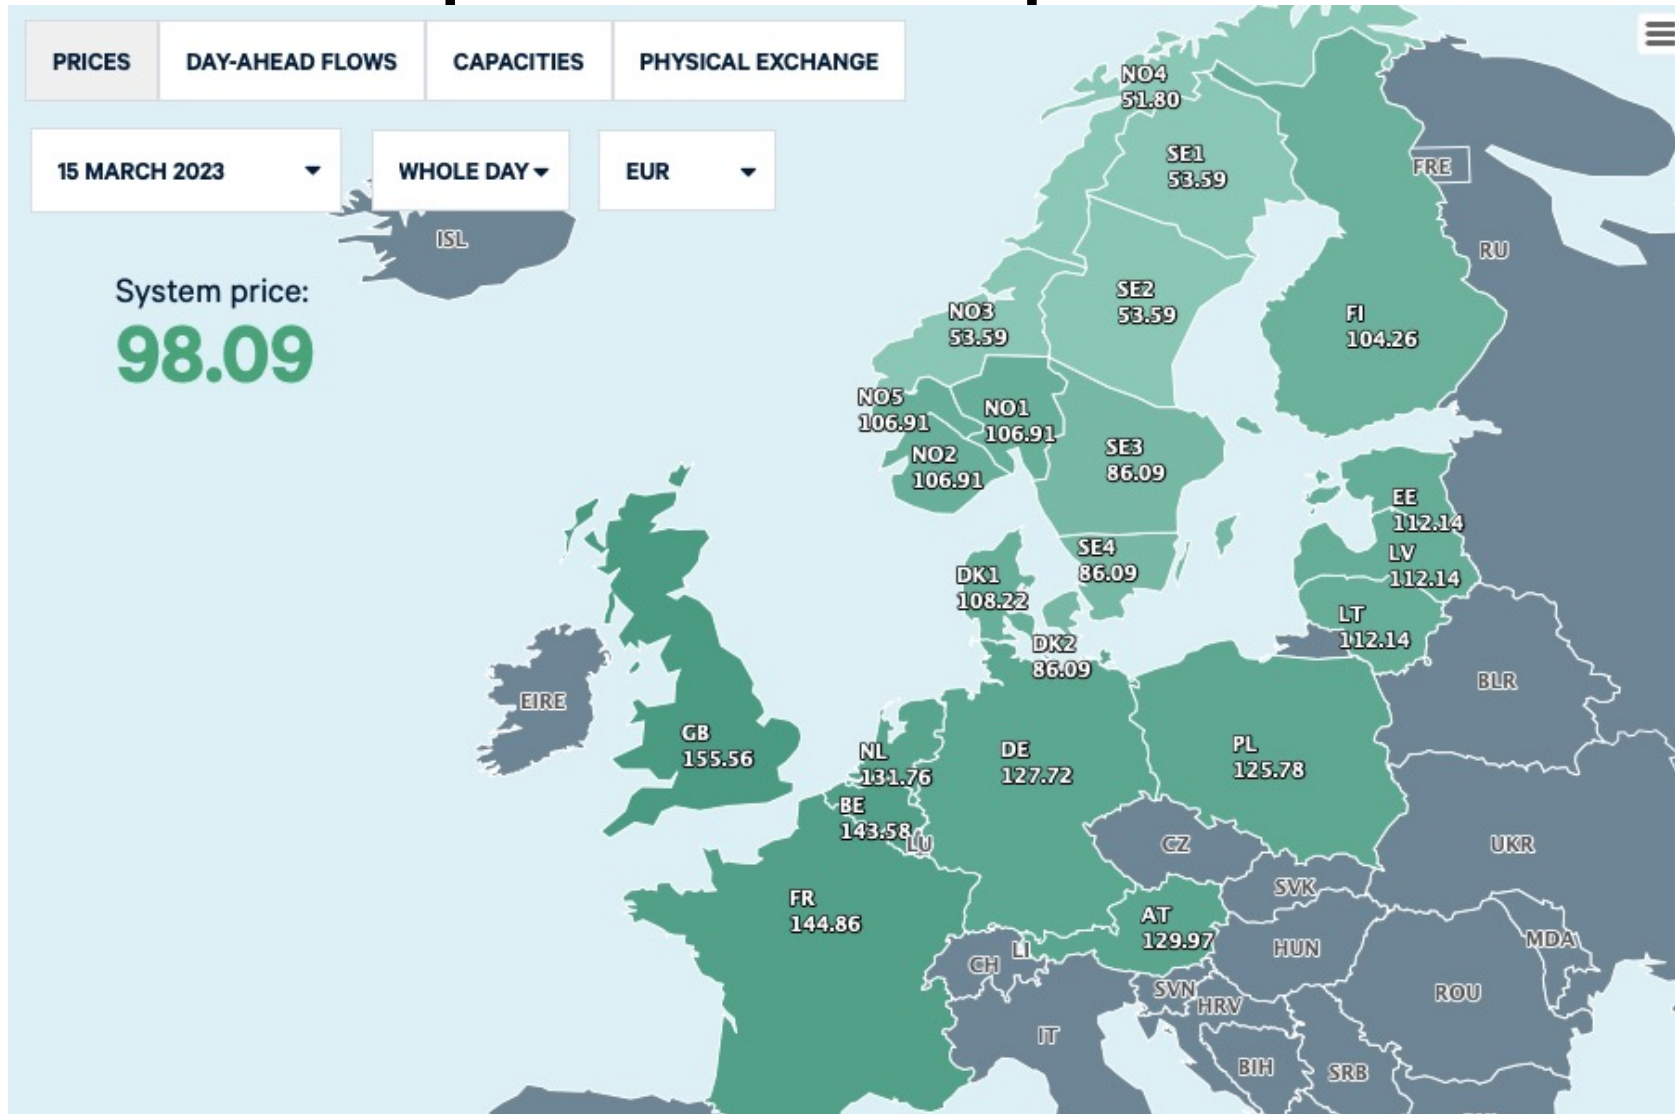 PRICES
DAY-AHEAD FLOWS
CAPACITIES
PHYSICAL EXCHANGE
15 MARCH 2023
WHOLE DAY
EUR
System price:
98.09
NO4
51.80
SE1
53.59
FRE
ISL
RU
SE2
53.59
NO3
53.59
FI
104.26
NO5
106.91
NO1
106.91
NO2
106.91
SE3
86.09
EE
112.14
SE4
86.09
LV
112.14
DK1
108.22
LT
112.14
DK2
86.09
BLR
EIRE
GB
155.56
NL
131.76
DE
127.72
PL
125.78
BE
143.58
LU
CZ
UKR
SVK
FR
144.86
AT
129.97
HUN
MDA
LI
CH
SVN
HRV
ROU
IT
BIH
SRB